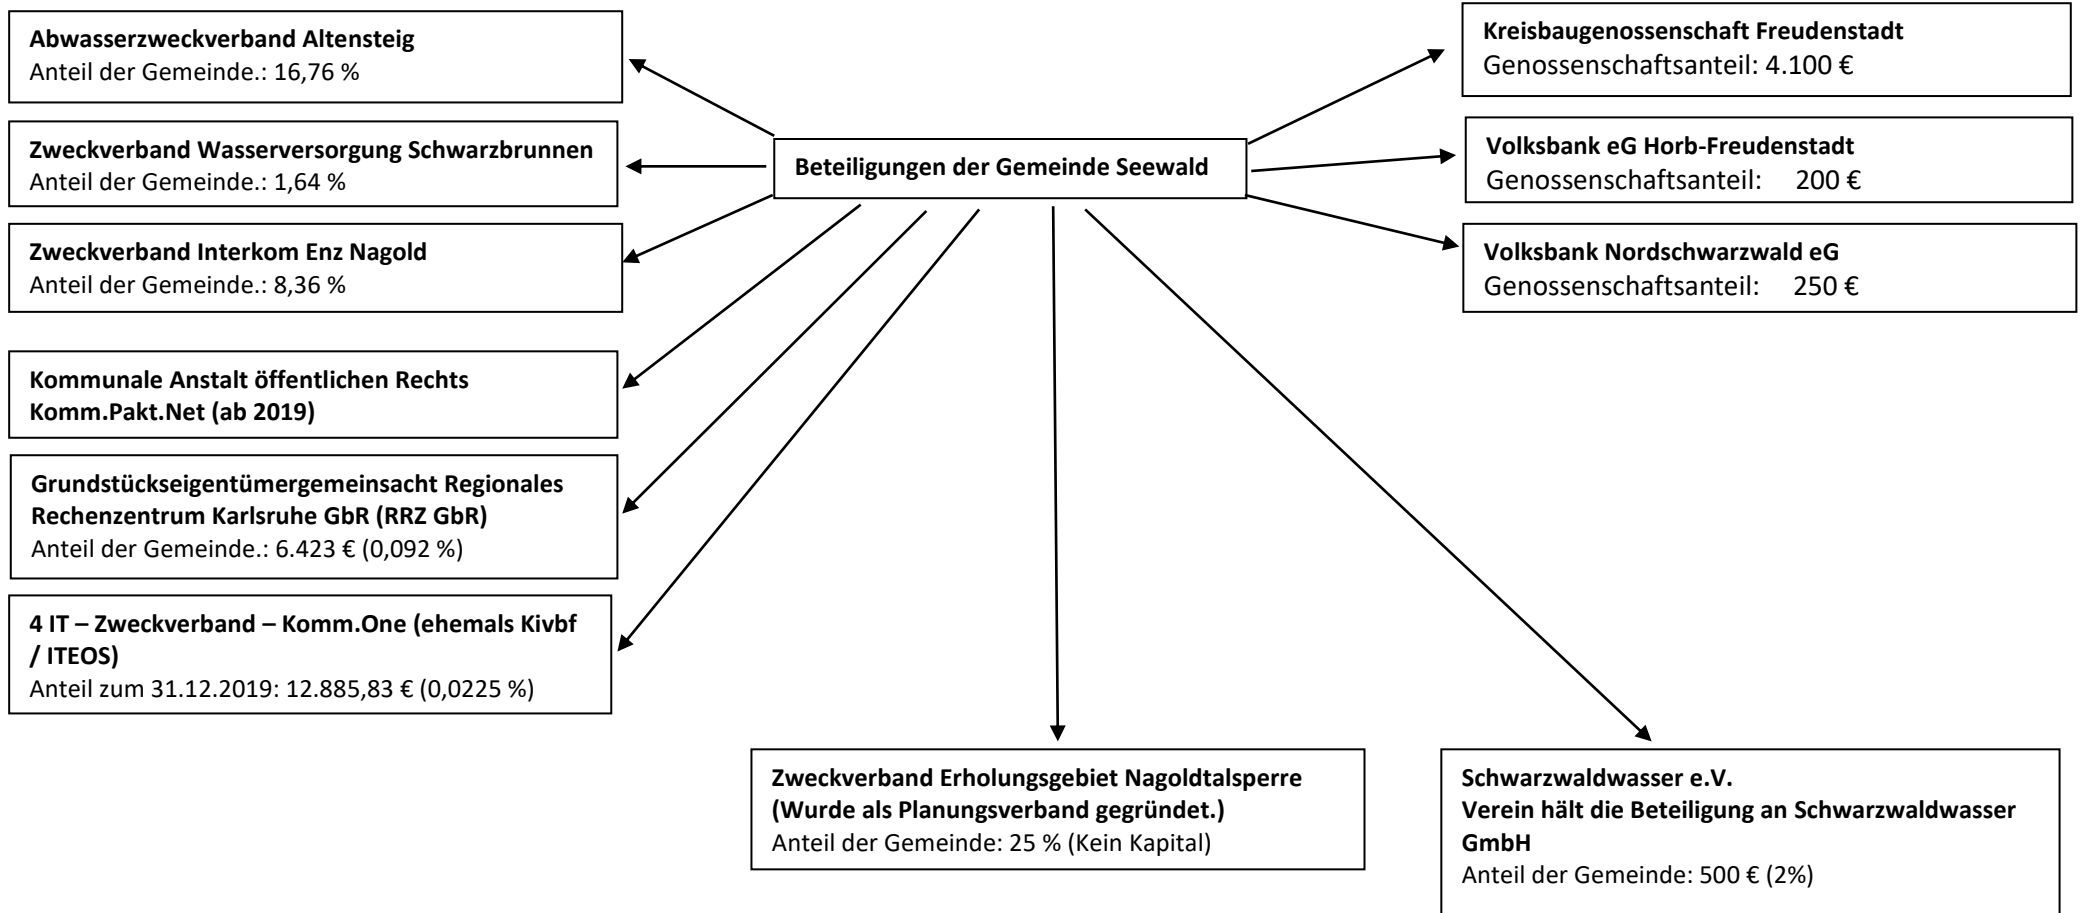 Abwasserzweckverband Altensteig
Anteil der Gemeinde.: 16,76 %
Zweckverband Wasserversorgung Schwarzbrunnen
Anteil der Gemeinde.: 1,64 %
Zweckverband Interkom Enz Nagold
Anteil der Gemeinde.: 8,36 %
Kommunale Anstalt öffentlichen Rechts
Komm.Pakt.Net (ab 2019)
Grundstückseigentümergemeinsacht Regionales
Rechenzentrum Karlsruhe GbR (RRZ GbR)
Anteil der Gemeinde.: 6.423 € (0,092 %)
4 IT – Zweckverband – Komm.One (ehemals Kivbf
/ ITEOS)
Anteil zum 31.12.2019: 12.885,83 € (0,0225 %)
Beteiligungen der Gemeinde Seewald
Kreisbaugenossenschaft Freudenstadt
Genossenschaftsanteil: 4.100 €
Volksbank eG Horb-Freudenstadt
Genossenschaftsanteil: 200 €
Volksbank Nordschwarzwald eG
Genossenschaftsanteil: 250 €
Zweckverband Erholungsgebiet Nagoldtalsperre
(Wurde als Planungsverband gegründet.)
Anteil der Gemeinde: 25 % (Kein Kapital)
Schwarzwaldwasser e.V.
Verein hält die Beteiligung an Schwarzwaldwasser
GmbH
Anteil der Gemeinde: 500 € (2%)